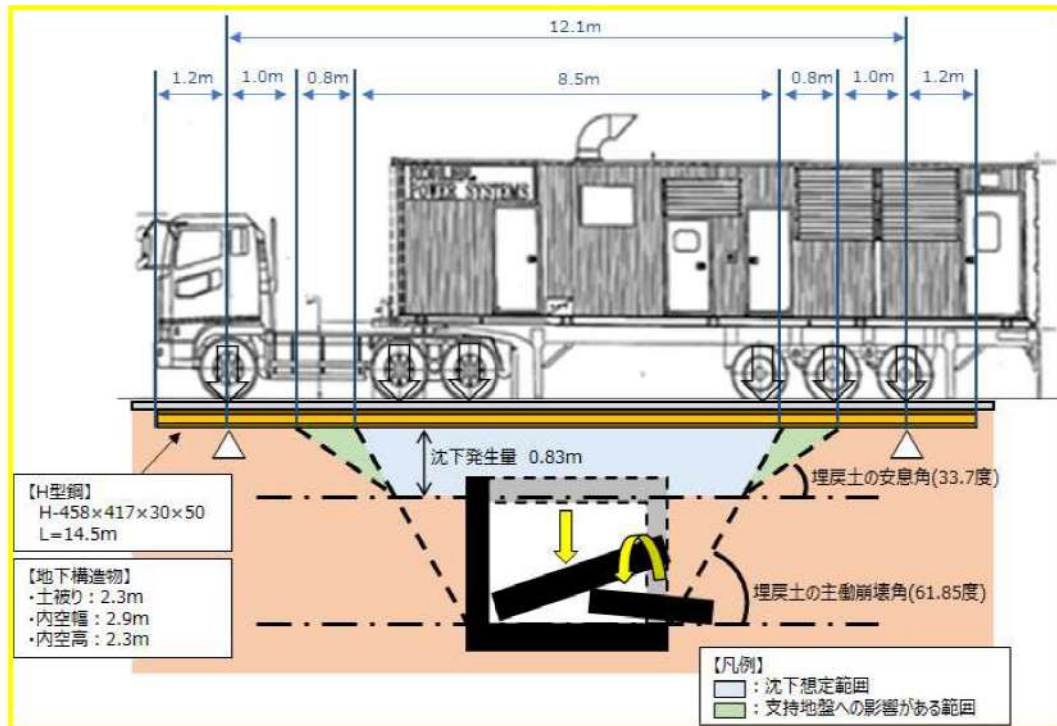 12.1m
1.2m
1.0m
0.8m
8.5m
0.8m
1.0m
1.2m
POWER SYSTEMS
沈下発生量 0.83m
埋戻土の安息角(33.7度)
【H型鋼】
H-458×417×30×50
L=14.5m
【地下構造物】
・土被り：2.3m
・内空幅：2.9m
・内空高：2.3m
埋戻土の主働崩壊角(61.85度)
【凡例】
：沈下想定範囲
：支持地盤への影響がある範囲